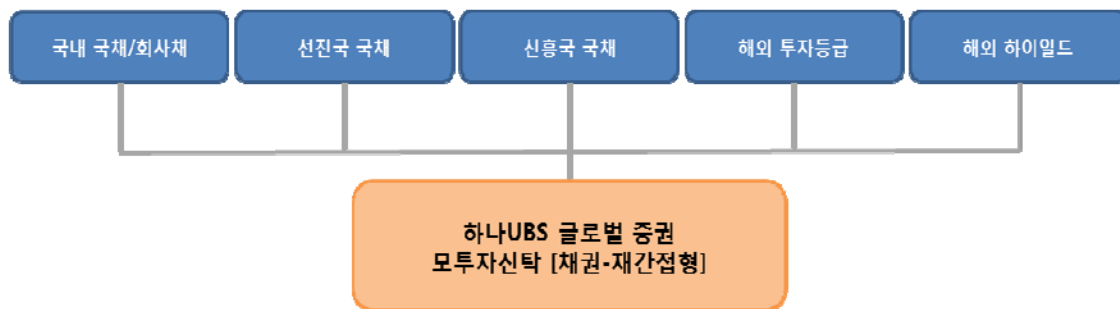 국내 국채/회사채
선진국 국채
신흥국 국채
해외 투자등급
해외 하이일드
하나UBS 글로벌 증권
모투자신탁 [채권-재간접형]